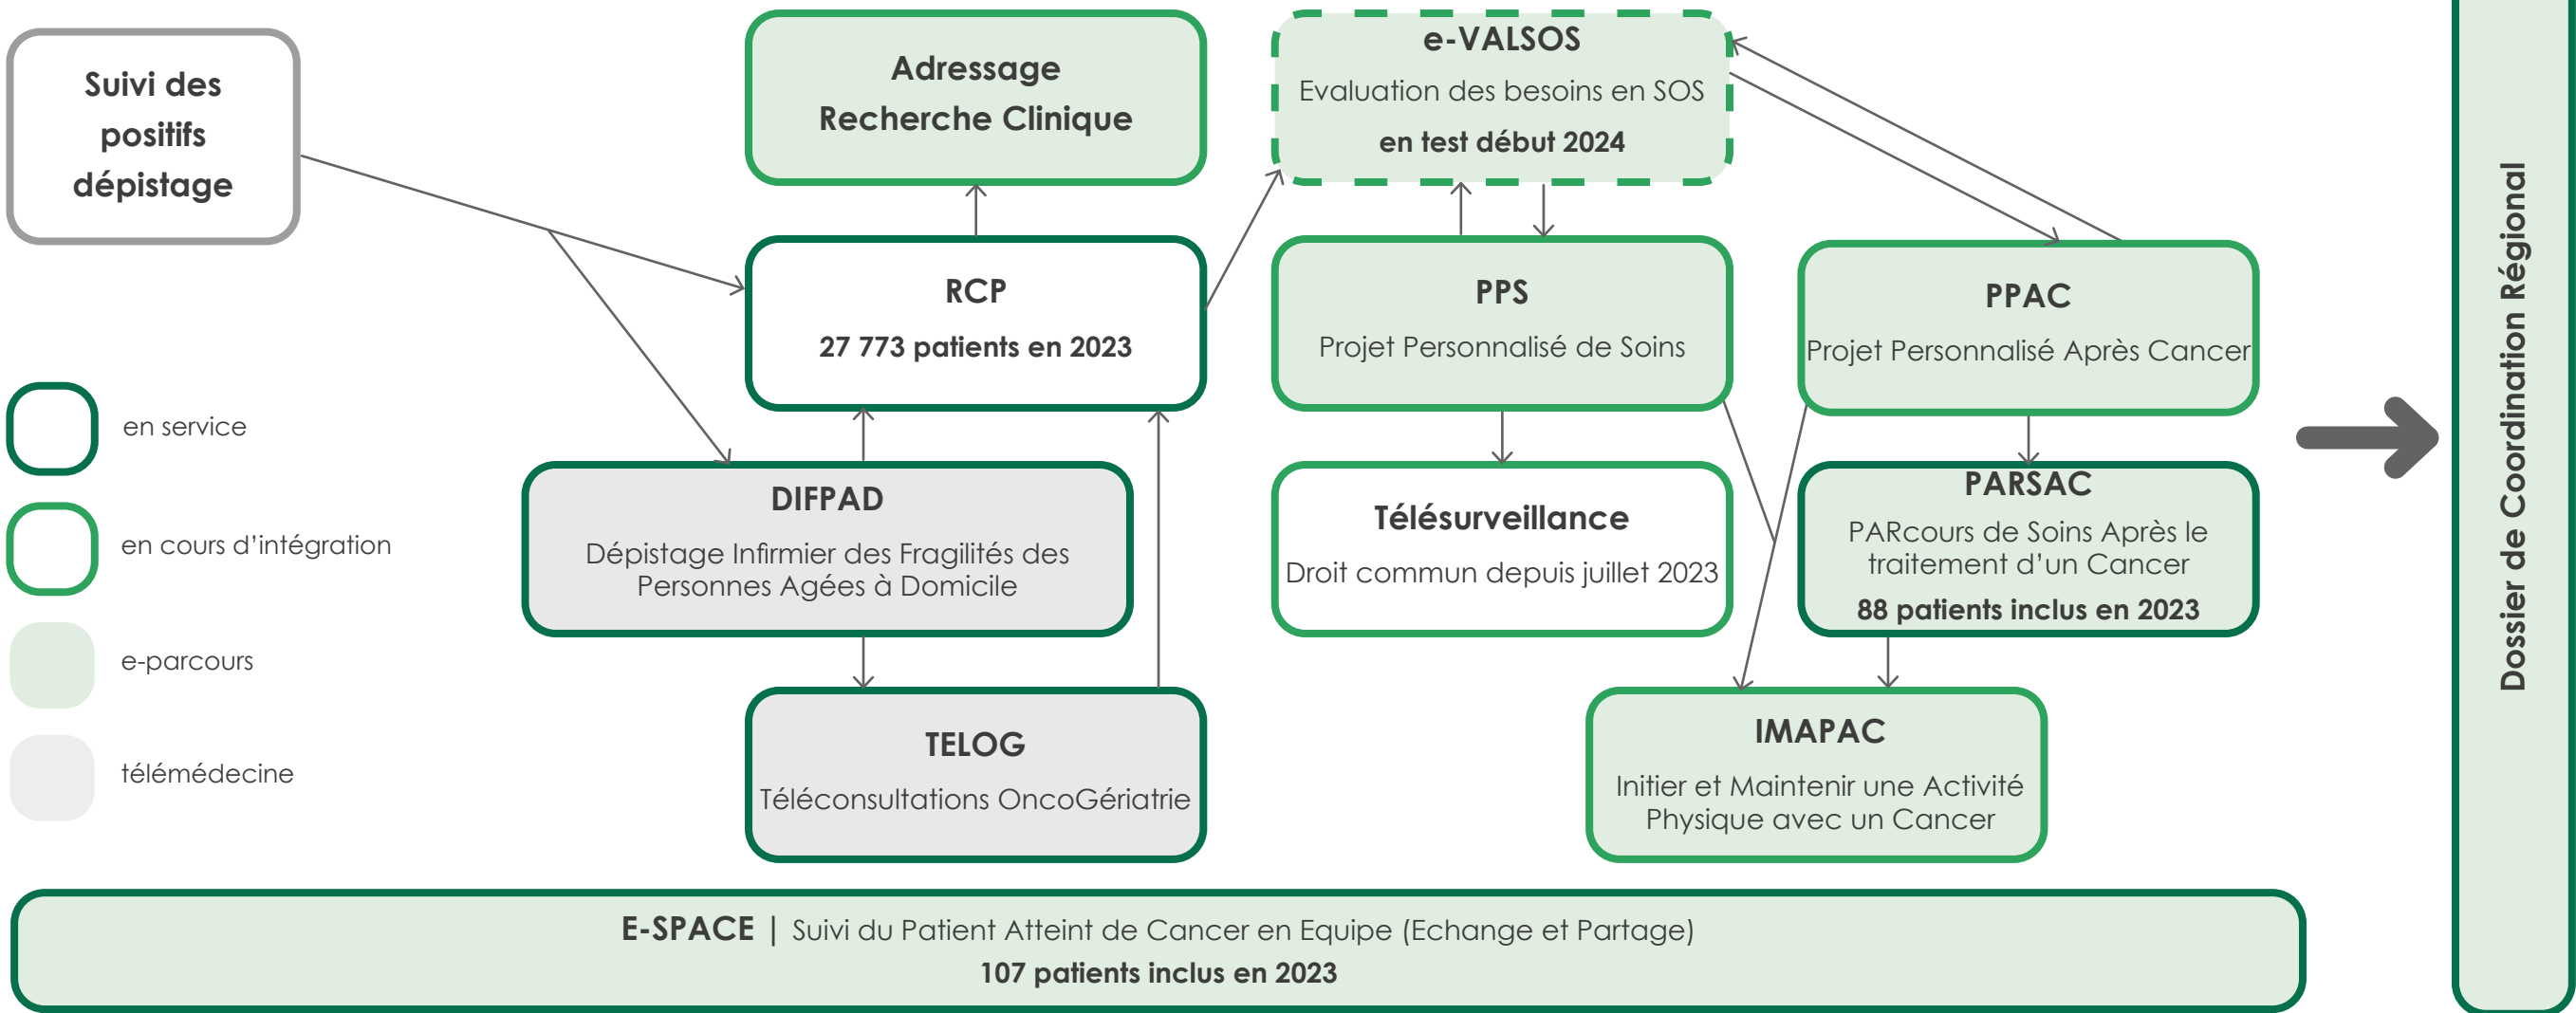 Suivi des
positifs
dépistage
Adressage
Recherche Clinique
e-VALSOS
Evaluation des besoins en SOS
en test début 2024
RCP
27 773 patients en 2023
PPS
Projet Personnalisé de Soins
PPAC
Projet Personnalisé Après Cancer
en service
en cours d’intégration
e-parcours
télémédecine
DIFPAD
Dépistage Infirmier des Fragilités des
Personnes Agées à Domicile
Télésurveillance
Droit commun depuis juillet 2023
PARSAC
PARcours de Soins Après le
traitement d’un Cancer
88 patients inclus en 2023
TELOG
Téléconsultations OncoGériatrie
IMAPAC
Initier et Maintenir une Activité
Physique avec un Cancer
E-SPACE | Suivi du Patient Atteint de Cancer en Equipe (Echange et Partage)
107 patients inclus en 2023
Dossier de Coordination Régional